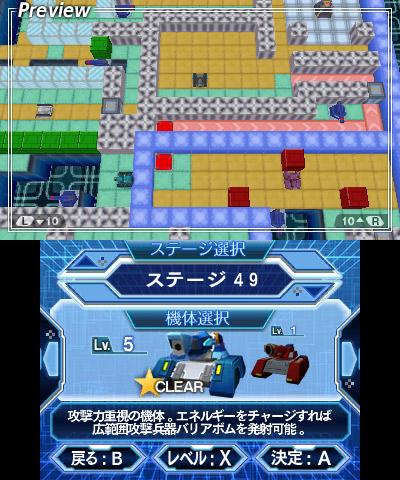 Preview
L▼10
10▲R
ステージ選択
ステージ 49
機体選択
Lv. 5
Lv. 1
CLEAR
攻撃力重視の機体。エネルギーをチャージすれば
広範囲攻撃兵器バリアボムを発射可能。
戻る:B
レベル:X
決定:A